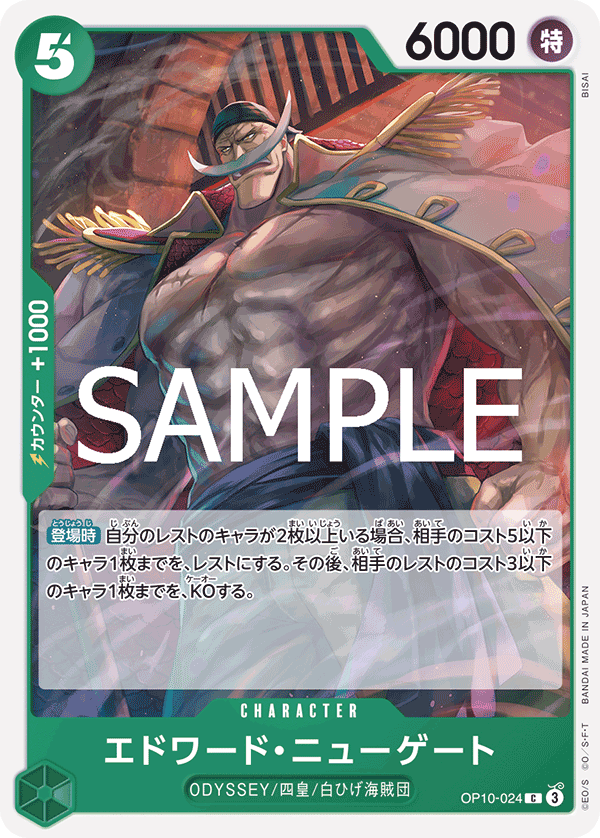 5
6000 特
BISAI
カウンター +1000
SAMPLE
登場時 自分のレストのキャラが2枚以上いる場合、相手のコスト5以下
のキャラ1枚までを、レストにする。その後、相手のレストのコスト3以下
のキャラ1枚までを、KOする。
CHARACTER
エドワード・ニューゲート
ODYSSEY/四皇/白ひげ海賊団
OP10-024 C 3
©E.O/S ©O/S・F・T BANDAI MADE IN JAPAN